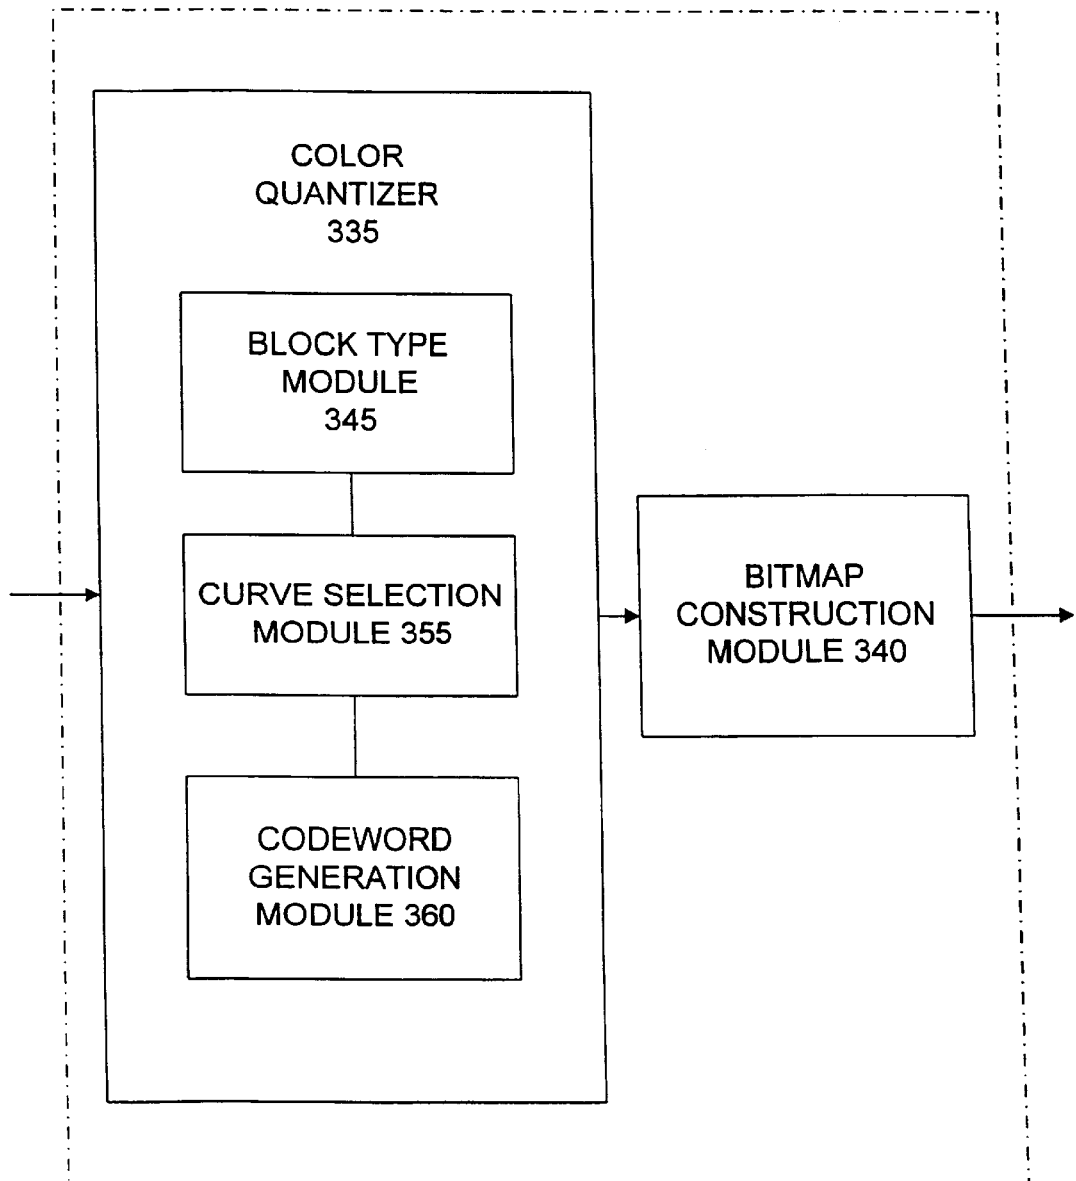 COLOR
QUANTIZER
335
BLOCK TYPE
MODULE
345
CURVE SELECTION
MODULE 355
CODEWORD
GENERATION
MODULE 360
BITMAP
CONSTRUCTION
MODULE 340